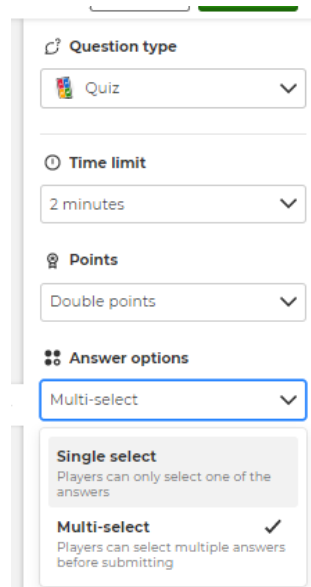 Question type
Quiz
Time limit
2 minutes
Points
Double points
Answer options
Multi-select
Single select
Players can only select one of the
answers
Multi-select
Players can select multiple answers
before submitting